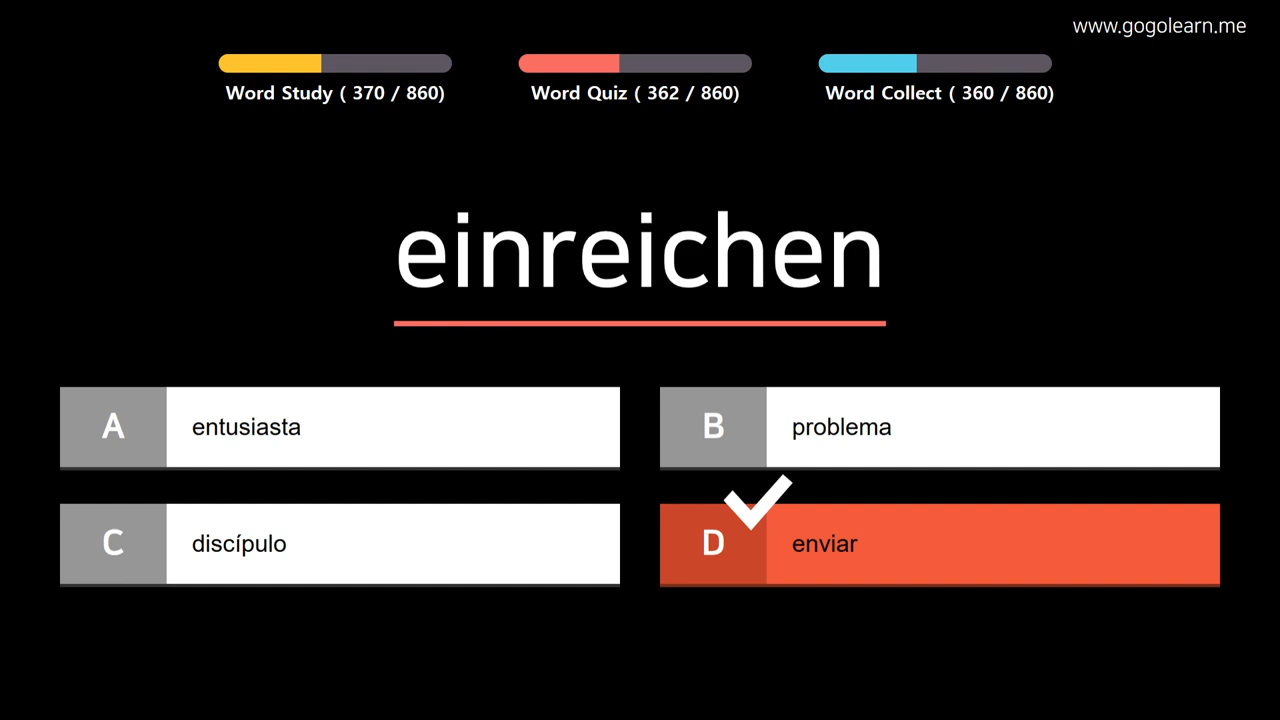 www.gogolearn.me
Word Study ( 370 / 860)
Word Quiz ( 362 / 860)
Word Collect ( 360 / 860)
einreichen
A entusiasta
B problema
C discípulo
D enviar